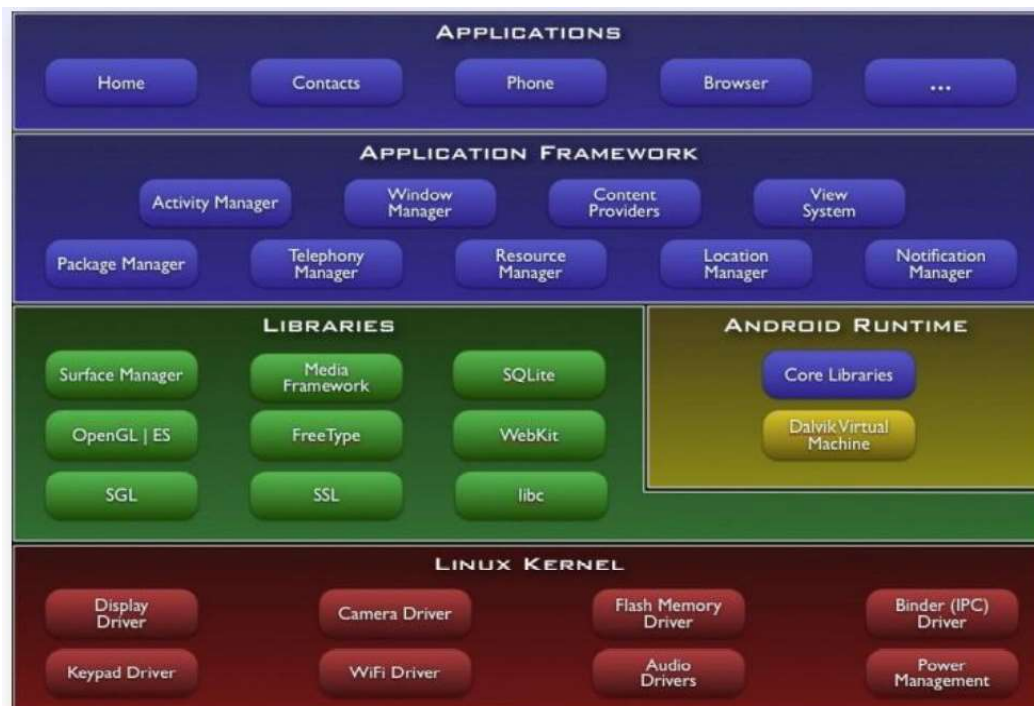 APPLICATIONS
Home
Contacts
Phone
Browser
...
APPLICATION FRAMEWORK
Activity Manager
Window
Manager
Content
Providers
View
System
Package Manager
Telephony
Manager
Resource
Manager
Location
Manager
Notification
Manager
LIBRARIES
Surface Manager
Media
Framework
SQLite
OpenGL | ES
FreeType
WebKit
SGL
SSL
libc
ANDROID RUNTIME
Core Libraries
Dalvik Virtual
Machine
LINUX KERNEL
Display
Driver
Camera Driver
Flash Memory
Driver
Binder (IPC)
Driver
Keypad Driver
WiFi Driver
Audio
Drivers
Power
Management